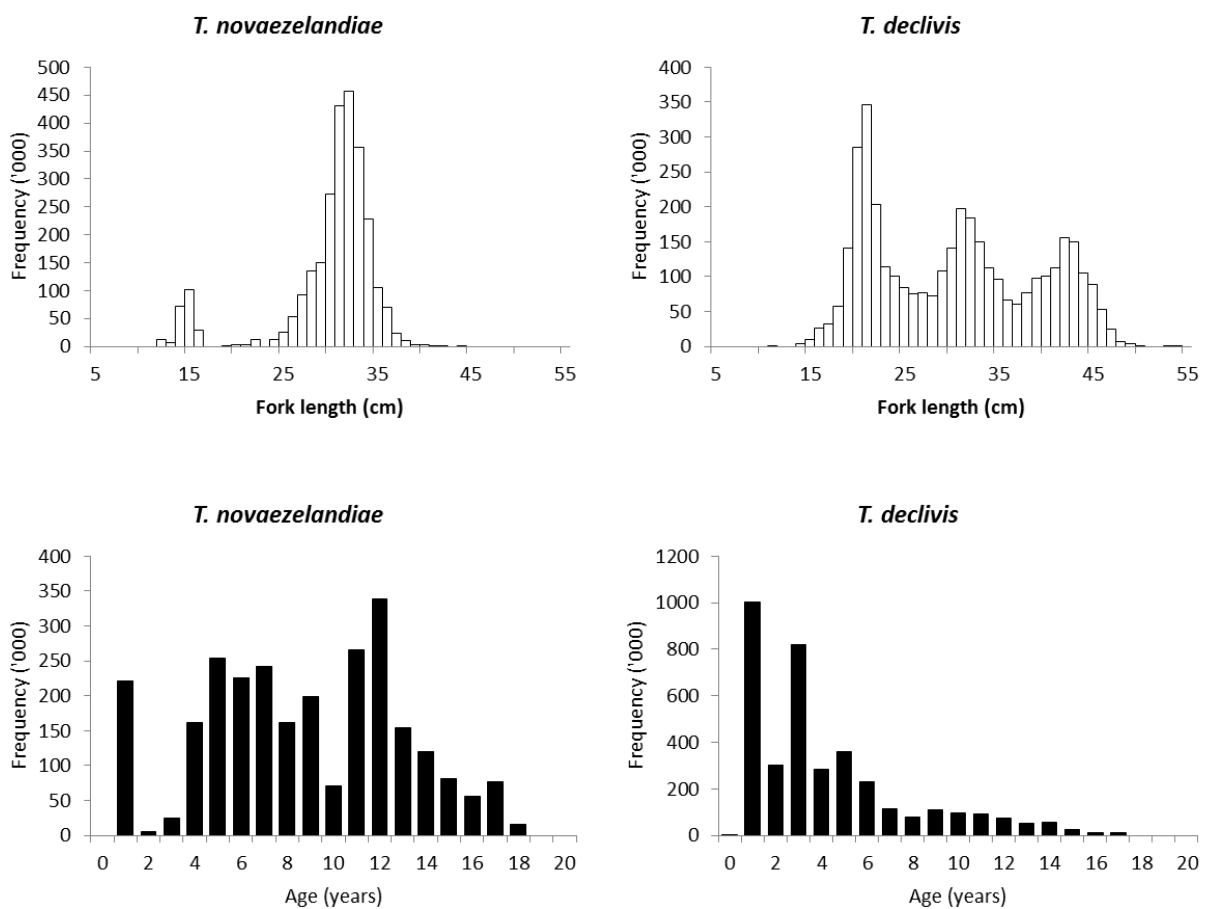 T. novaezelandiae
500
450
400
350
300
250
200
150
100
50
0
Frequency ('000)
5 15 25 35 45 55
Fork length (cm)
T. declivis
400
350
300
250
200
150
100
50
0
Frequency ('000)
5 15 25 35 45 55
Fork length (cm)
T. novaezelandiae
400
350
300
250
200
150
100
50
0
Frequency ('000)
0 2 4 6 8 10 12 14 16 18 20
Age (years)
T. declivis
1200
1000
800
600
400
200
0
Frequency ('000)
0 2 4 6 8 10 12 14 16 18 20
Age (years)